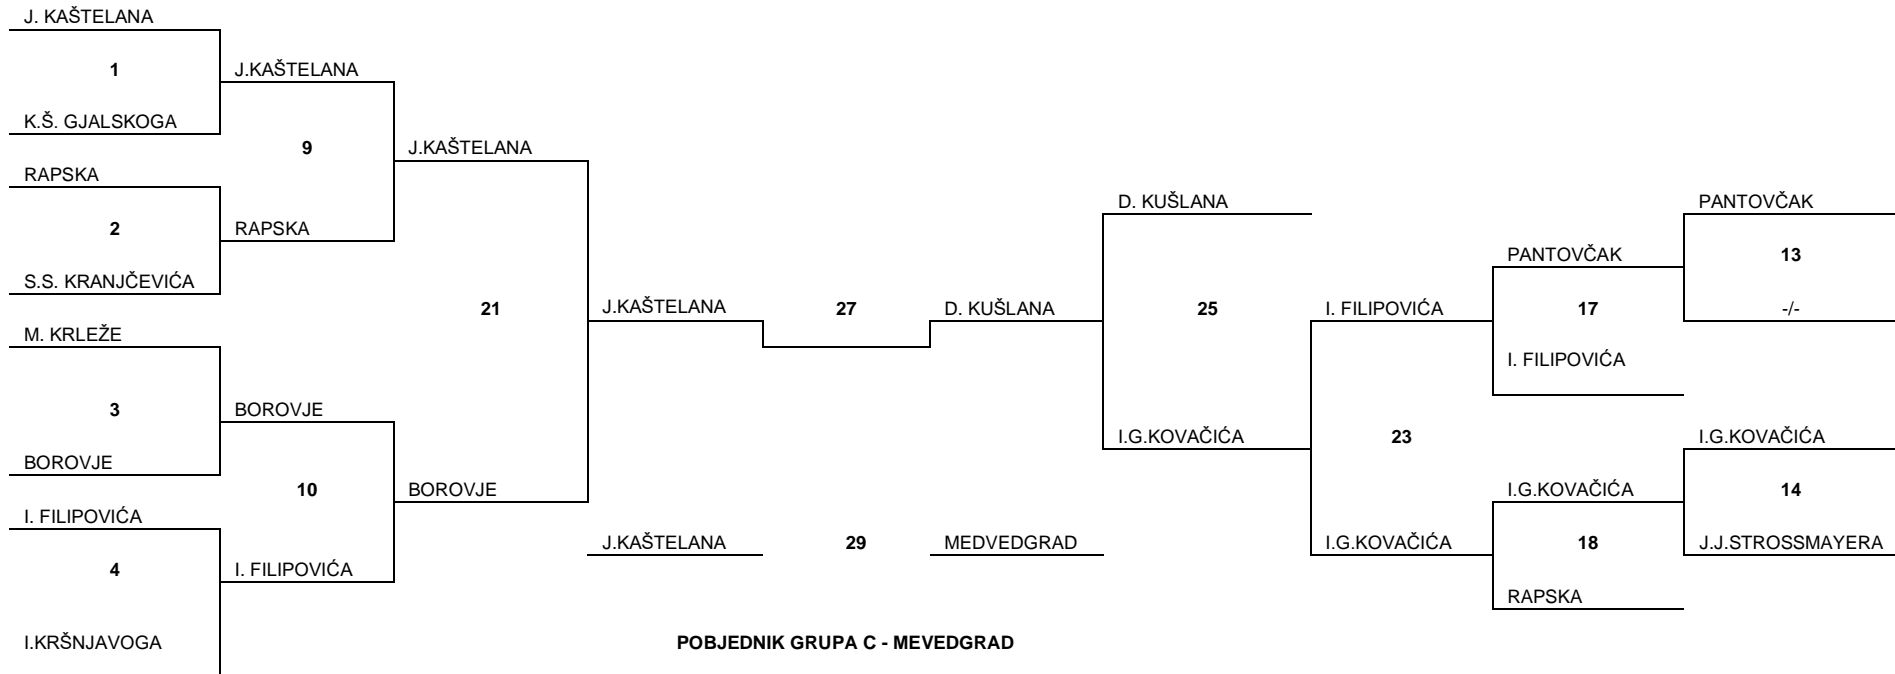 J. KAŠTELANA
1
J.KAŠTELANA
K.Š. GJALSKOGA
9
J.KAŠTELANA
RAPSKA
2
RAPSKA
S.S. KRANJČEVIĆA
21
J.KAŠTELANA
M. KRLEŽE
3
BOROVJE
BOROVJE
10
BOROVJE
I. FILIPOVIĆA
4
I. FILIPOVIĆA
I.KRŠNJAVOGA
27
D. KUŠLANA
D. KUŠLANA
25
I.G.KOVAČIĆA
I. FILIPOVIĆA
23
I.G.KOVAČIĆA
PANTOVČAK
17
I. FILIPOVIĆA
I.G.KOVAČIĆA
18
RAPSKA
PANTOVČAK
13
-/-
I.G.KOVAČIĆA
14
J.J.STROSSMAYERA
J.KAŠTELANA
29
MEDVEDGRAD
POBJEDNIK GRUPA C - MEVEDGRAD